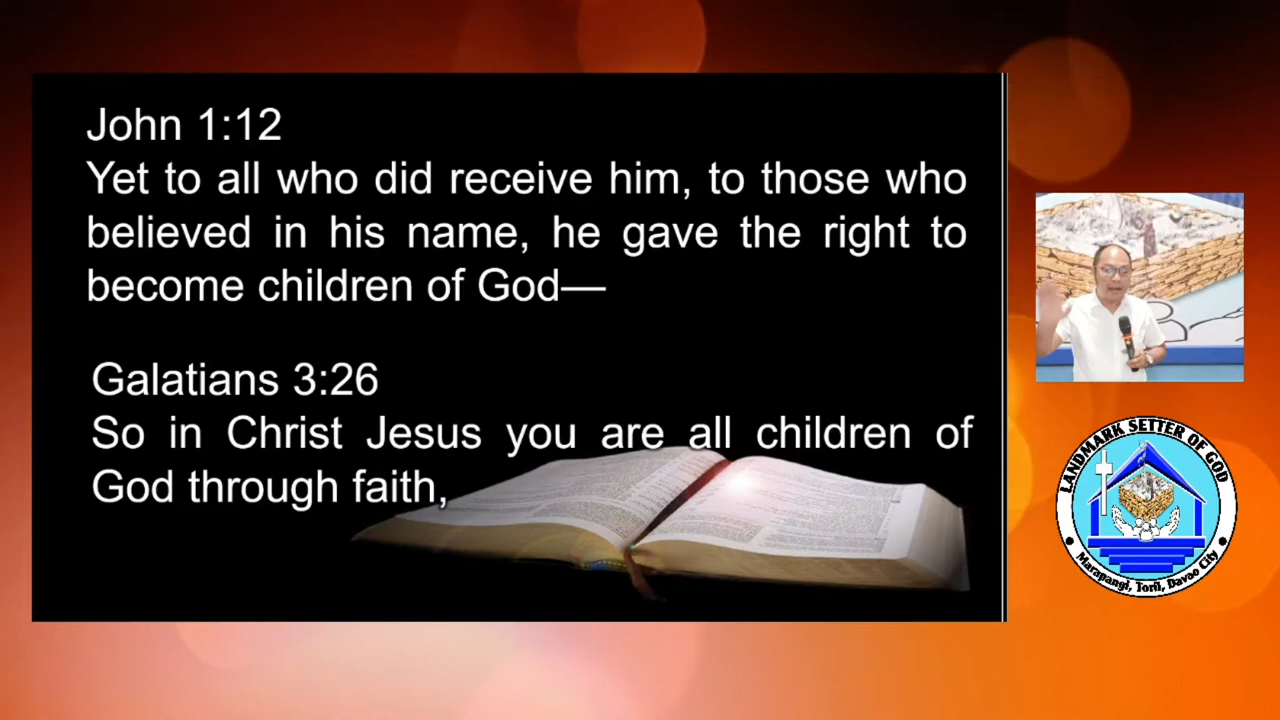 John 1:12
Yet to all who did receive him, to those who
believed in his name, he gave the right to
become children of God—
Galatians 3:26
So in Christ Jesus you are all children of
God through faith,
LANDMARK SETTER OF GOD
Marapangi, Toril, Davao City